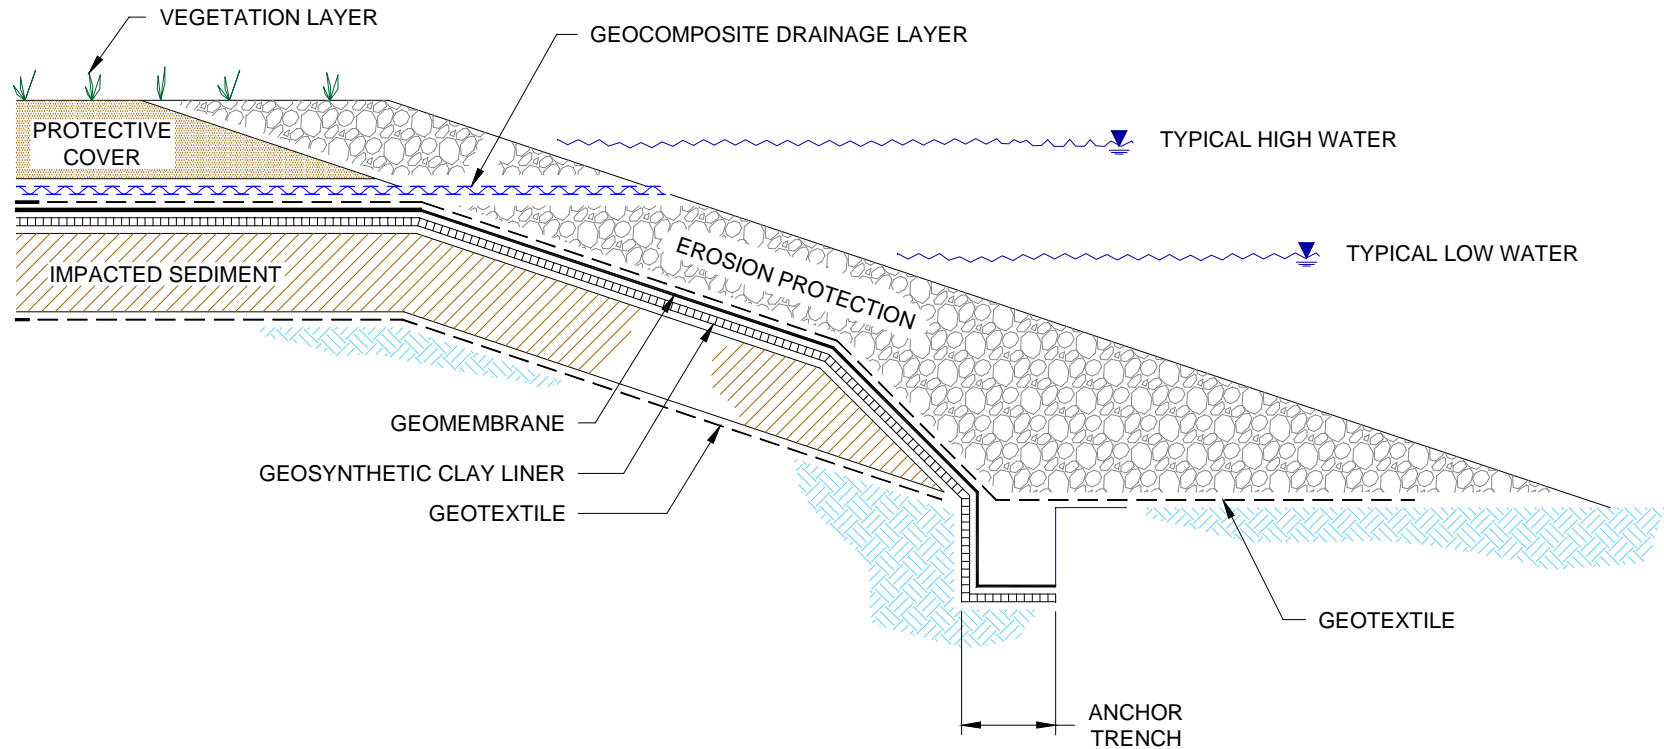 VEGETATION LAYER
GEOCOMPOSITE DRAINAGE LAYER
PROTECTIVE
COVER
TYPICAL HIGH WATER
EROSION PROTECTION
TYPICAL LOW WATER
IMPACTED SEDIMENT
GEOMEMBRANE
GEOSYNTHETIC CLAY LINER
GEOTEXTILE
GEOTEXTILE
ANCHOR
TRENCH